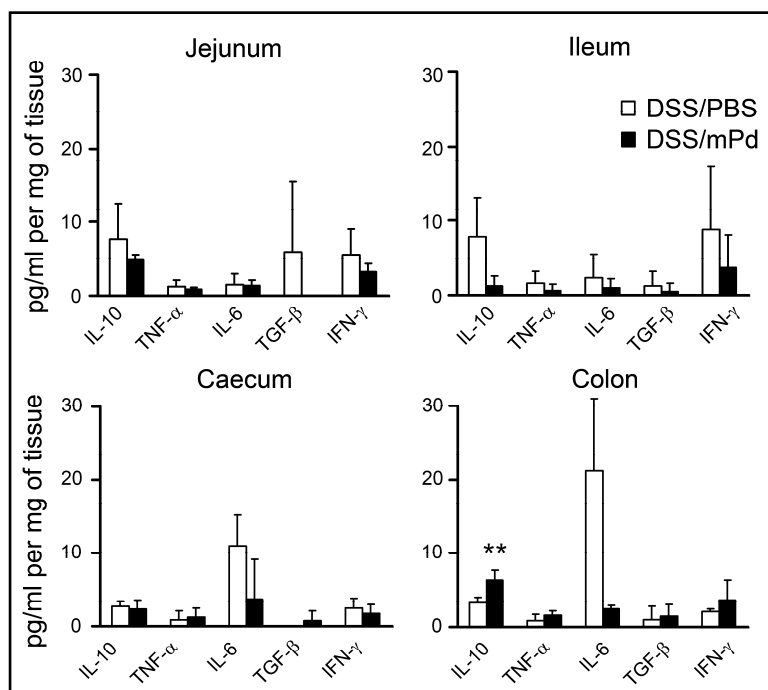 Jejunum
Ileum
pg/ml per mg of tissue
30
20
10
0
IL-10
TNF-α
IL-6
TGF-β
IFN-γ
30
20
10
0
DSS/PBS
DSS/mPd
IL-10
TNF-α
IL-6
TGF-β
IFN-γ
Caecum
Colon
pg/ml per mg of tissue
30
20
10
0
IL-10
TNF-α
IL-6
TGF-β
IFN-γ
30
20
10
0
**
IL-10
TNF-α
IL-6
TGF-β
IFN-γ